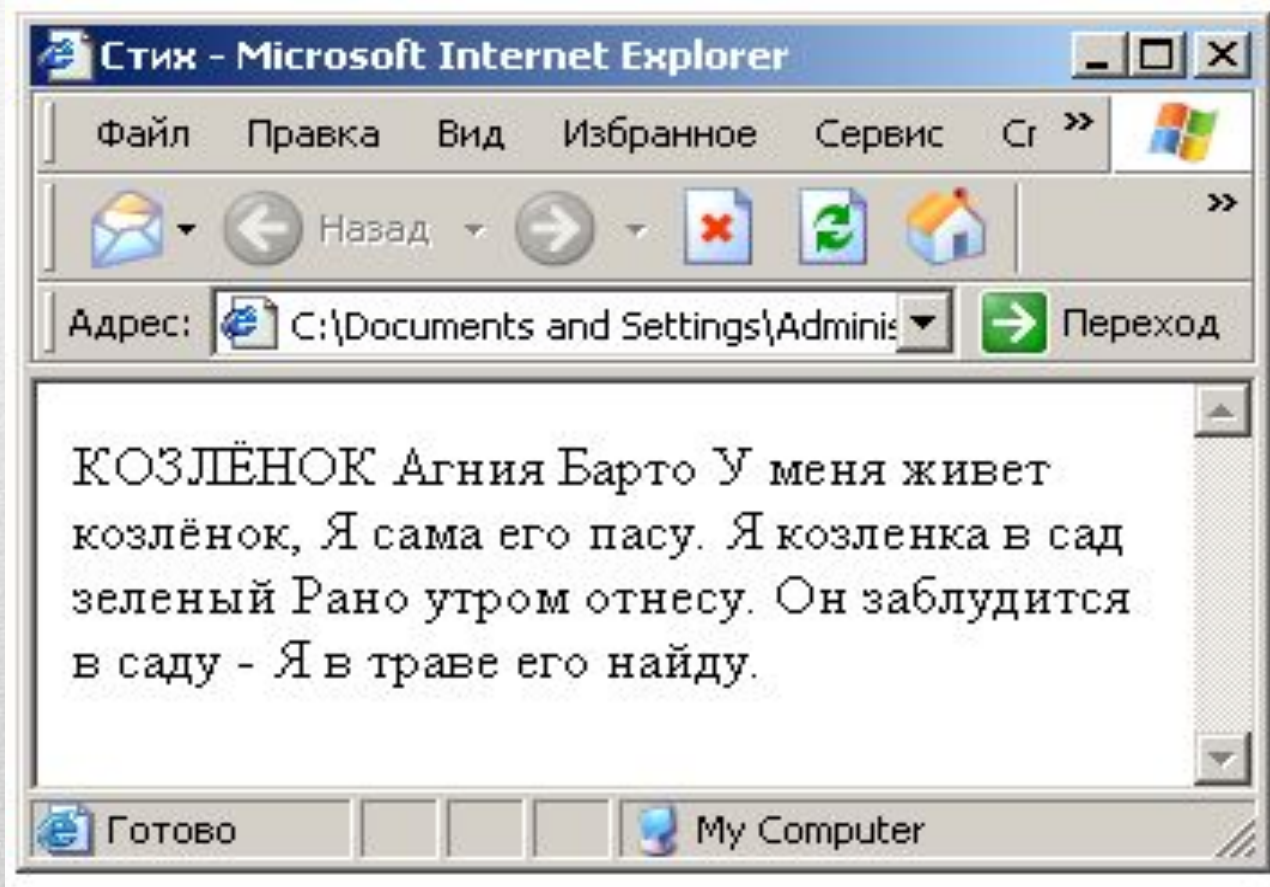 Стих - Microsoft Internet Explorer
Файл Правка Вид Избранное Сервис Сг »
Назад »
Адрес: C:\Documents and Settings\Adminis Переход
КОЗЛЁНОК Агния Барто У меня живет
козлёнок, Я сама его пасу. Я козленка в сад
зеленый Рано утром отнесу. Он заблудится
в саду - Я в траве его найду.
Готово My Computer